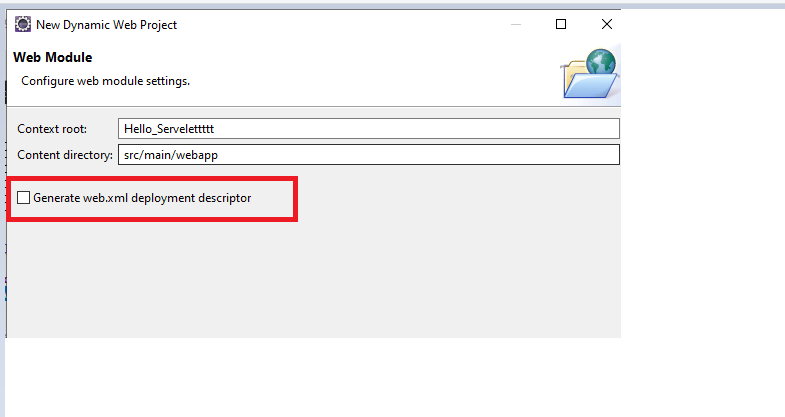 New Dynamic Web Project
Web Module
Configure web module settings.
Context root: Hello_Servelettttt
Content directory: src/main/webapp
Generate web.xml deployment descriptor